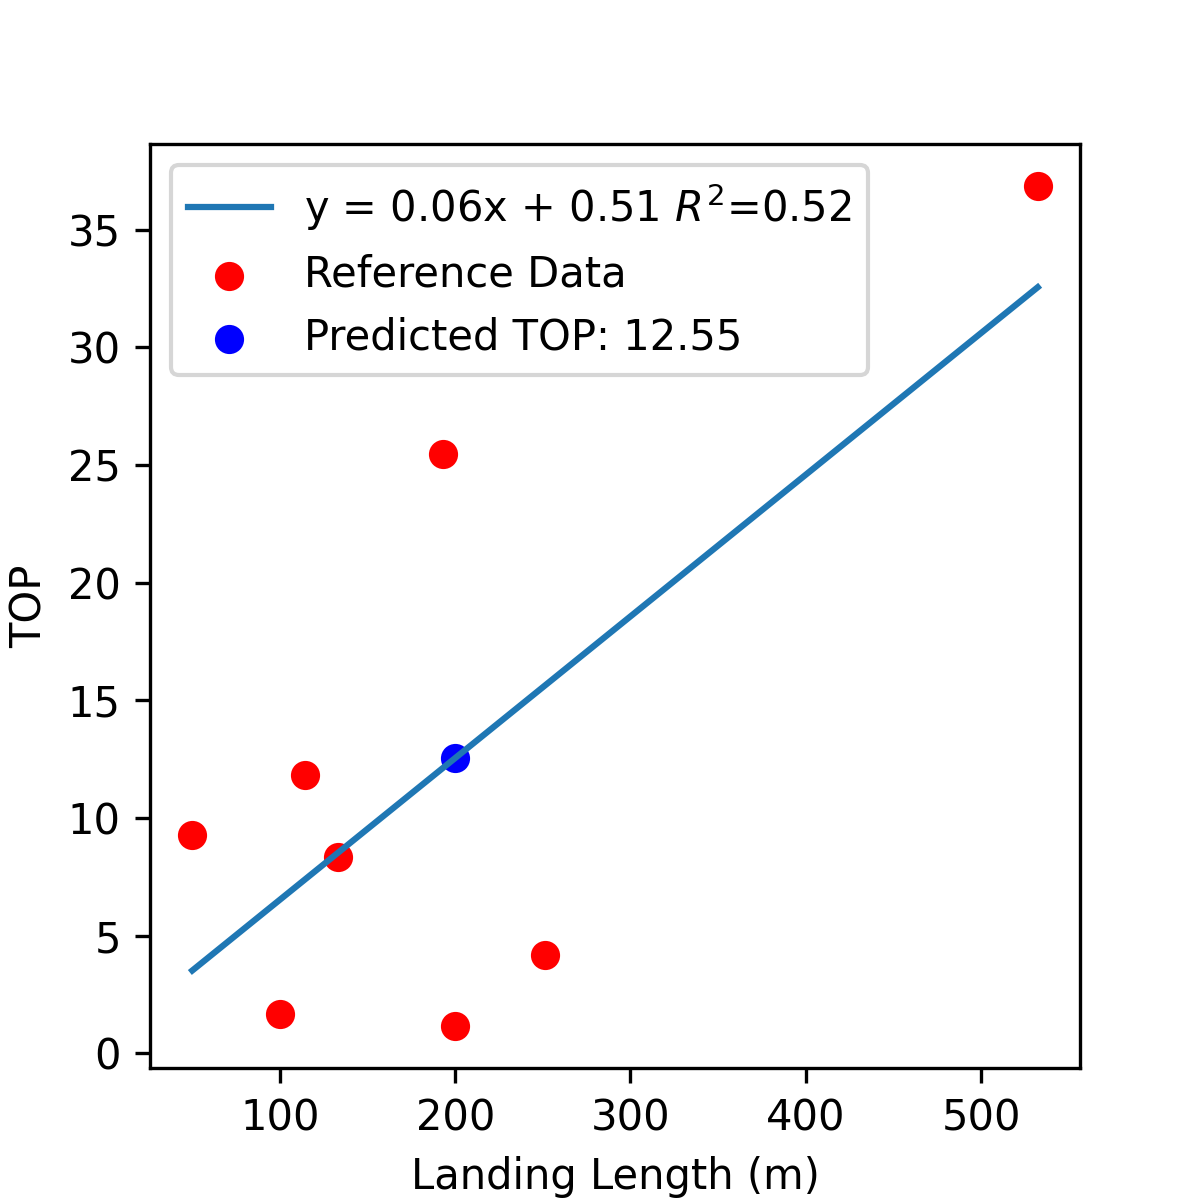 y = 0.06x + 0.51 R²=0.52
Reference Data
Predicted TOP: 12.55
35
30
25
20
15
10
5
0
TOP
100 200 300 400 500
Landing Length (m)